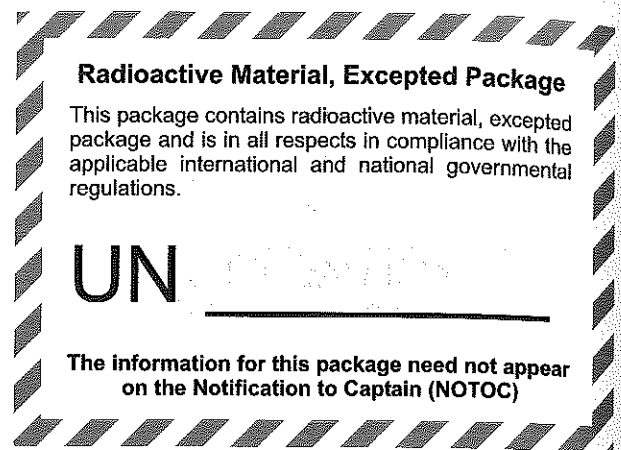 Radioactive Material, Excepted Package
This package contains radioactive material, excepted
package and is in all respects in compliance with the
applicable international and national governmental
regulations.
UN
The information for this package need not appear
on the Notification to Captain (NOTOC)